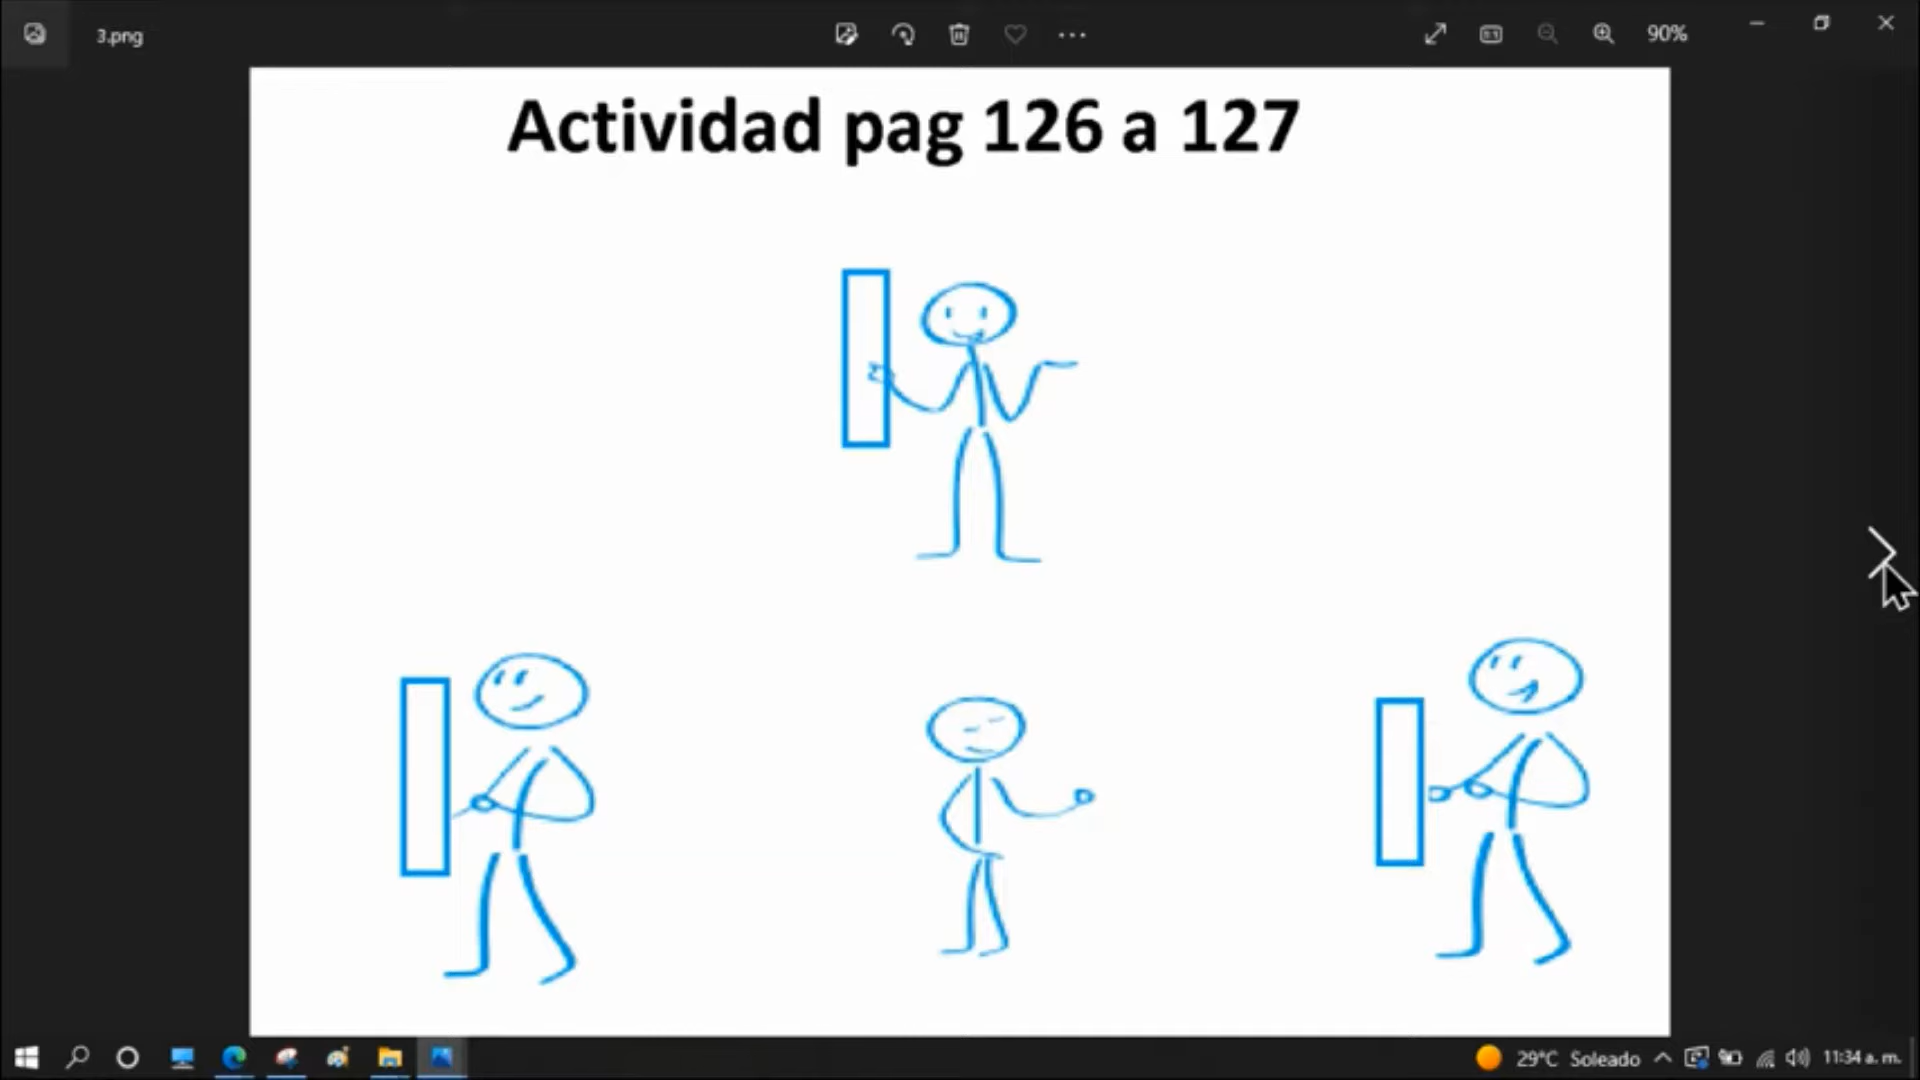 3.png
90%
Actividad pag 126 a 127
29°C Soleado
11:34 a. m.